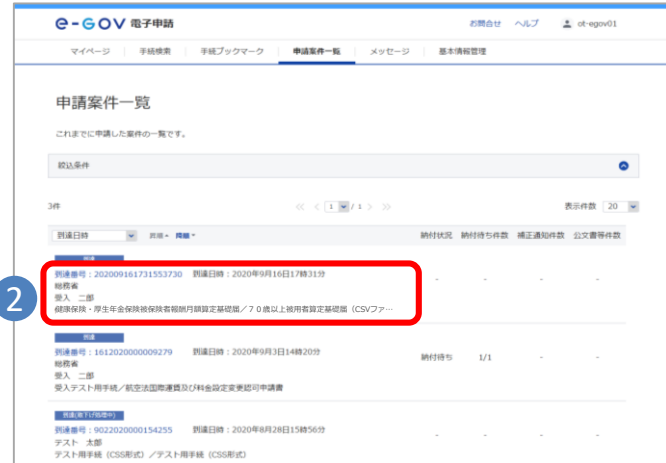 e-GOV 電子申請
お問合せ ヘルプ ot-egov01
マイページ 手続検索 手続ブックマーク 申請案件一覧 メッセージ 基本情報管理
申請案件一覧
これまでに申請した案件の一覧です。
絞込条件
3件 1 / 1 表示件数 20
到達日時 昇順 降順 納付状況 納付待ち件数 補正通知件数 公文書等件数
到達
2
到達番号:202009161731553730 到達日時:2020年9月16日17時31分 - - - -
総務省
受入 二郎
健康保険・厚生年金保険被保険者報酬月額算定基礎届/70歳以上被用者算定基礎届(CSVファ…
到達
到達番号:1612020000009279 到達日時:2020年9月3日14時20分 納付待ち 1/1 - -
総務省
受入 二郎
受入テスト用手続/航空法国際運賃及び料金設定変更認可申請書
到達(取下げ処理中)
到達番号:9022020000154255 到達日時:2020年8月28日15時56分 - - - -
テスト 太郎
テスト用手続(CSS形式)/テスト用手続(CSS形式)